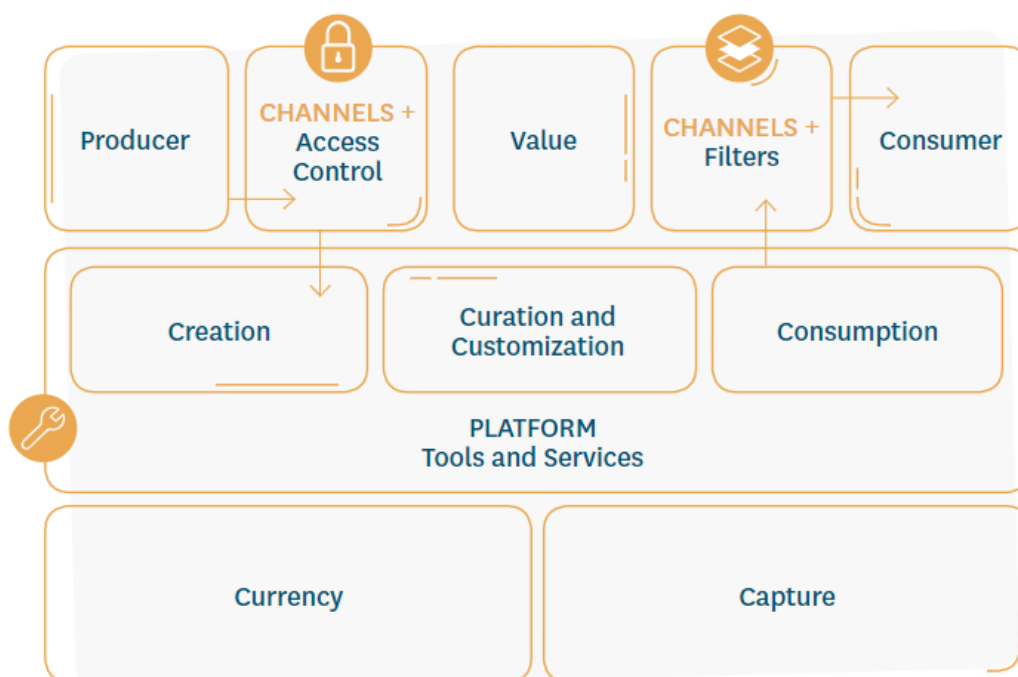 Producer
CHANNELS +
Access
Control
Value
CHANNELS +
Filters
Consumer
Creation
Curation and
Customization
Consumption
PLATFORM
Tools and Services
Currency
Capture